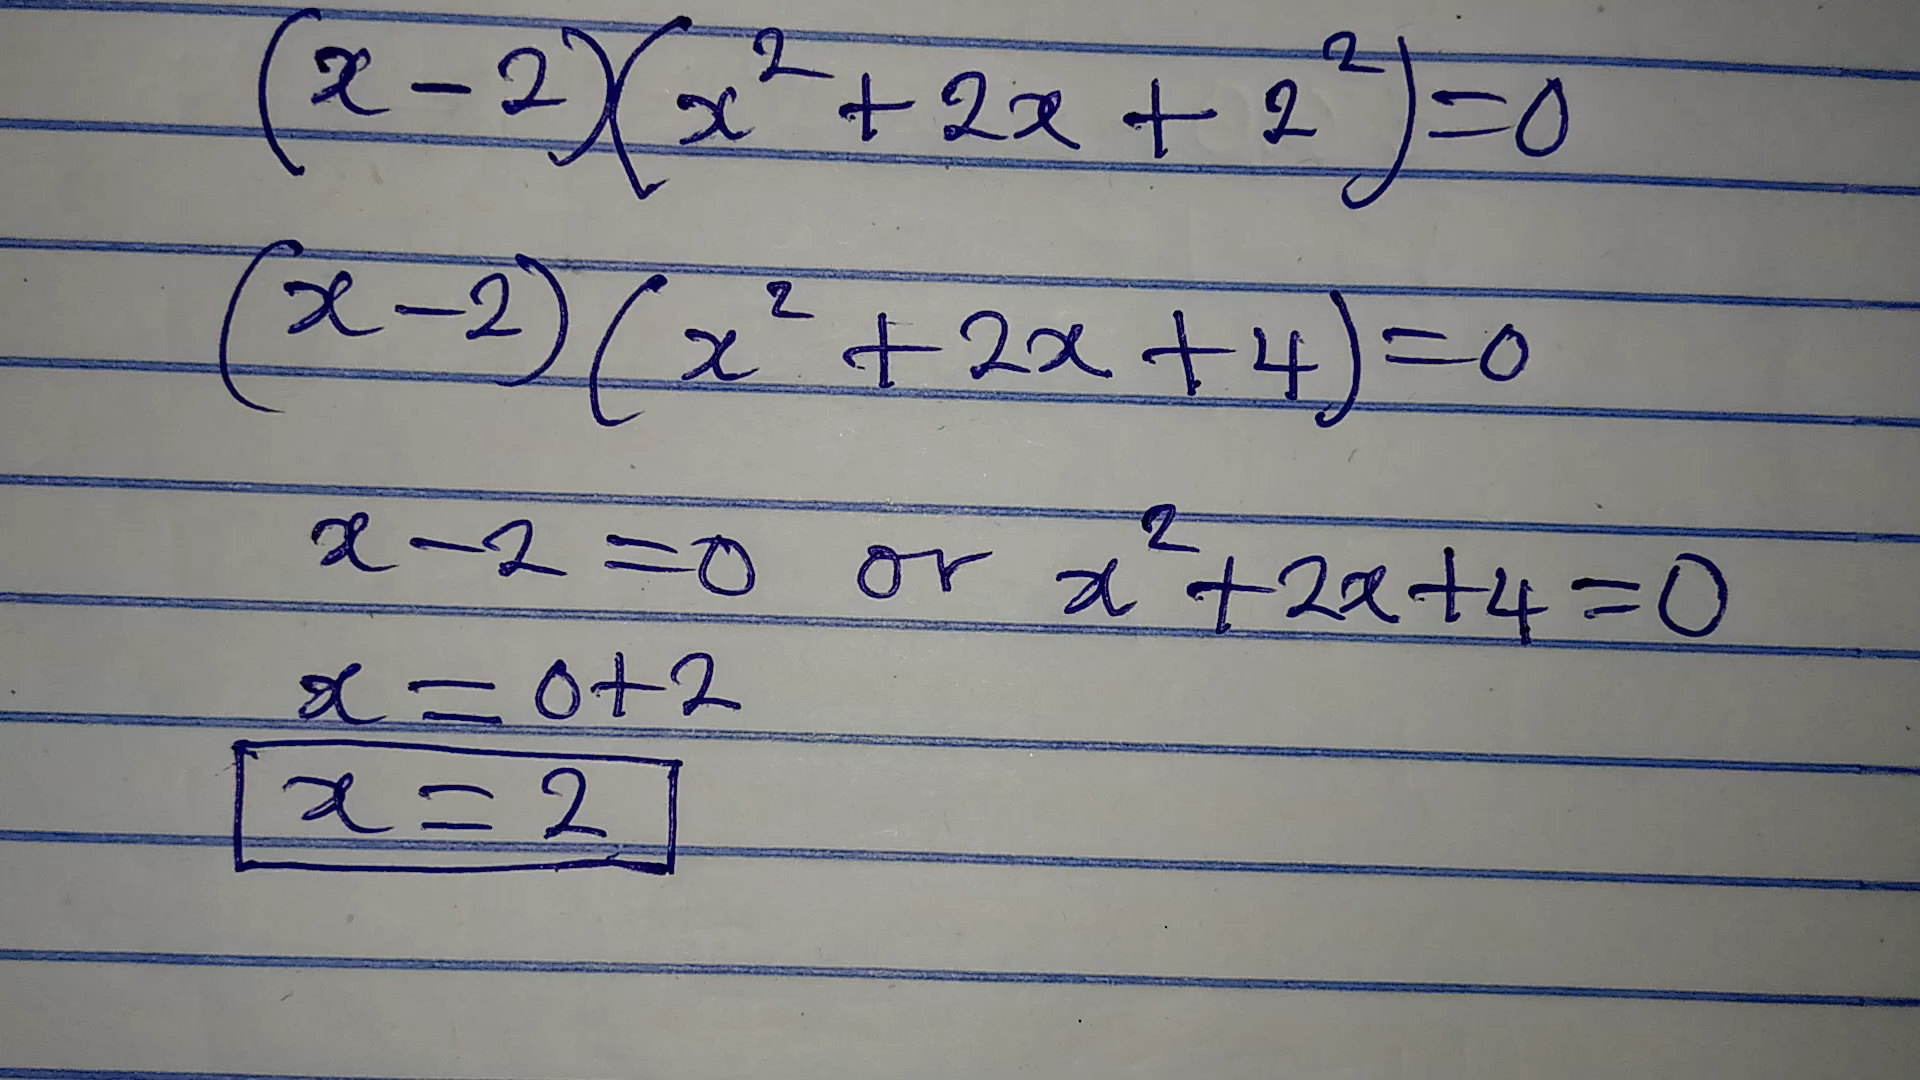 (x-2)(x²+2x+2²)=0
(x-2)(x²+2x+4)=0
x-2=0 or x²+2x+4=0
x=0+2
x=2